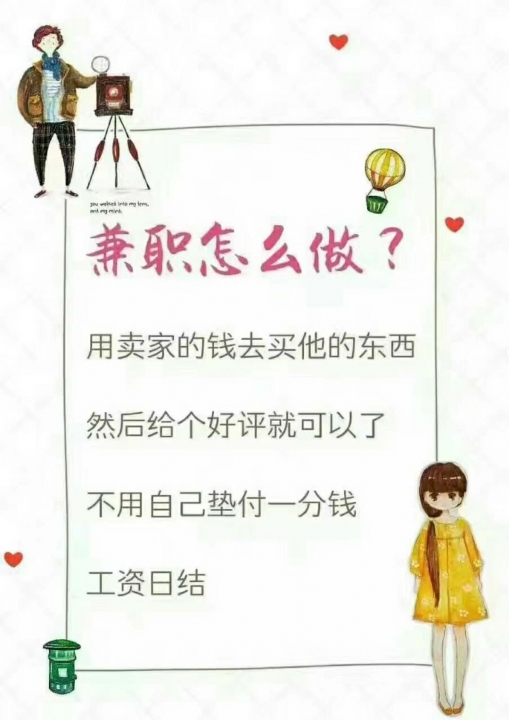 you walked into my lens,
and my mind.
兼职怎么做？
用卖家的钱去买他的东西
然后给个好评就可以了
不用自己垫付一分钱
工资日结